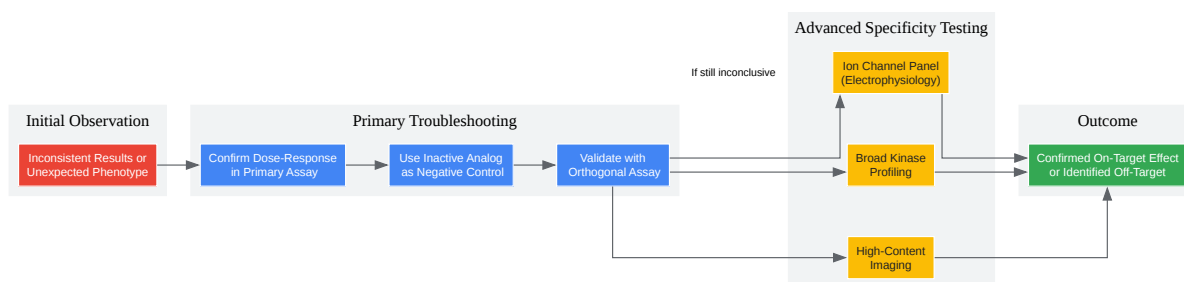 Initial Observation
Inconsistent Results or
Unexpected Phenotype
Primary Troubleshooting
Confirm Dose-Response
in Primary Assay
Use Inactive Analog
as Negative Control
Validate with
Orthogonal Assay
If still inconclusive
Advanced Specificity Testing
Ion Channel Panel
(Electrophysiology)
Broad Kinase
Profiling
High-Content
Imaging
Outcome
Confirmed On-Target Effect
or Identified Off-Target